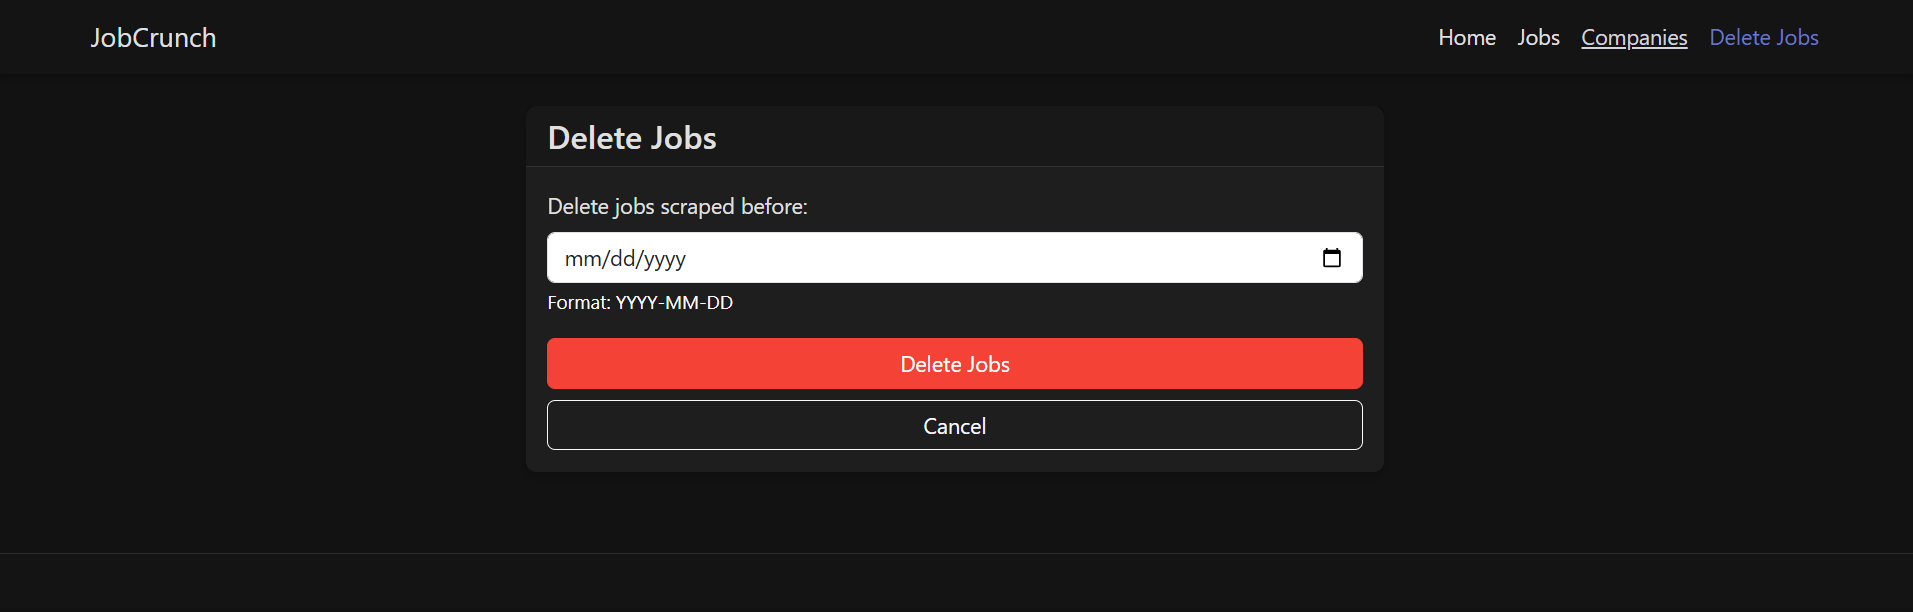 JobCrunch Home Jobs Companies Delete Jobs
Delete Jobs
Delete jobs scraped before:
mm/dd/yyyy
Format: YYYY-MM-DD
Delete Jobs
Cancel